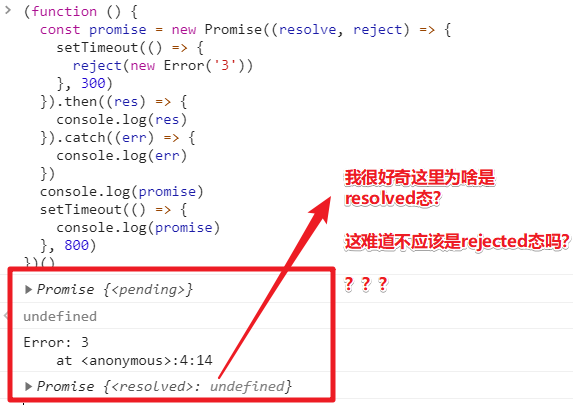 (function () {
const promise = new Promise((resolve, reject) => {
setTimeout(() => {
reject(new Error('3'))
}, 300)
}).then((res) => {
console.log(res)
}).catch((err) => {
console.log(err)
})
console.log(promise)
setTimeout(() => {
console.log(promise)
}, 800)
})()
我很好奇这里为啥是
resolved态?
这难道不应该是rejected态吗?
???
Promise {<pending>}
undefined
Error: 3
at <anonymous>:4:14
Promise {<resolved>: undefined}